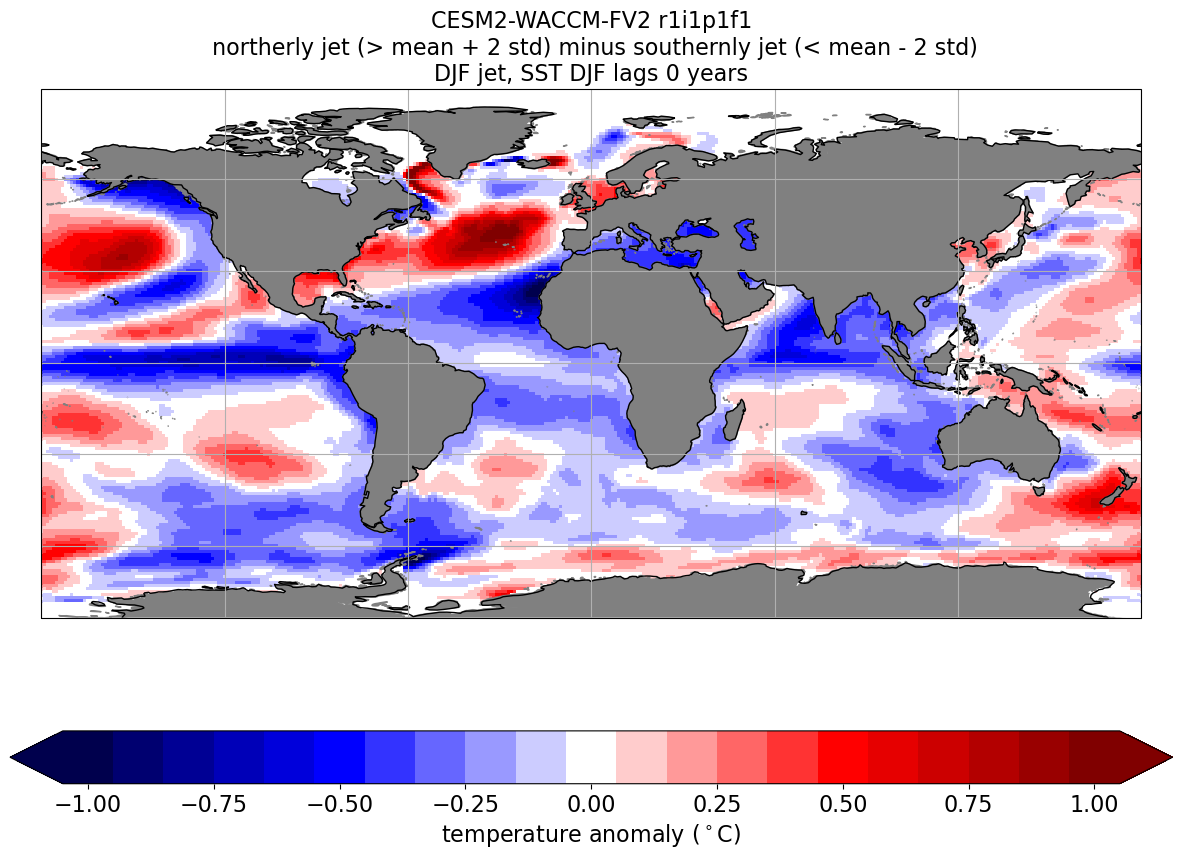 CESM2-WACCM-FV2 r1i1p1f1
northerly jet (> mean + 2 std) minus southernly jet (< mean - 2 std)
DJF jet, SST DJF lags 0 years
−1.00 −0.75 −0.50 −0.25 0.00 0.25 0.50 0.75 1.00
temperature anomaly (°C)